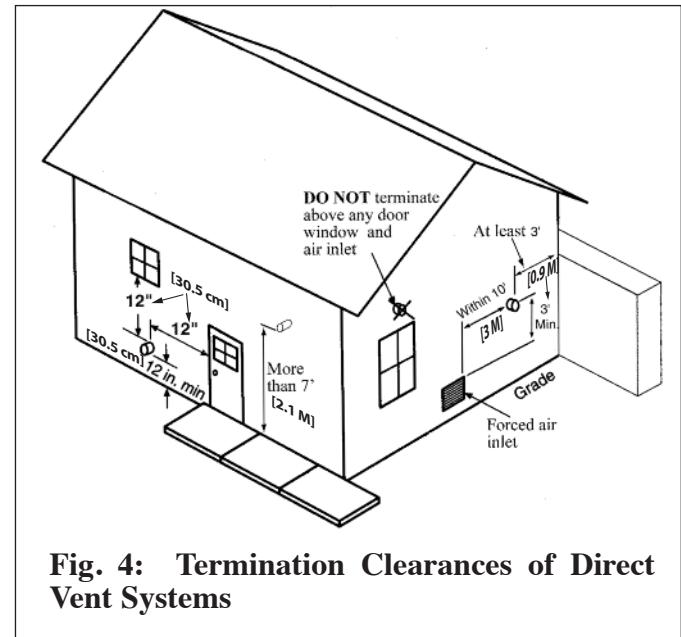 DO NOT terminate
above any door
window and
air inlet
At least 3'
[0.9 M]
Within 10'
[3 M]
3'
Min.
[30.5 cm]
12"
12"
[30.5 cm]
12 in. min
More
than 7'
[2.1 M]
Grade
Forced air
inlet
Fig. 4: Termination Clearances of Direct
Vent Systems